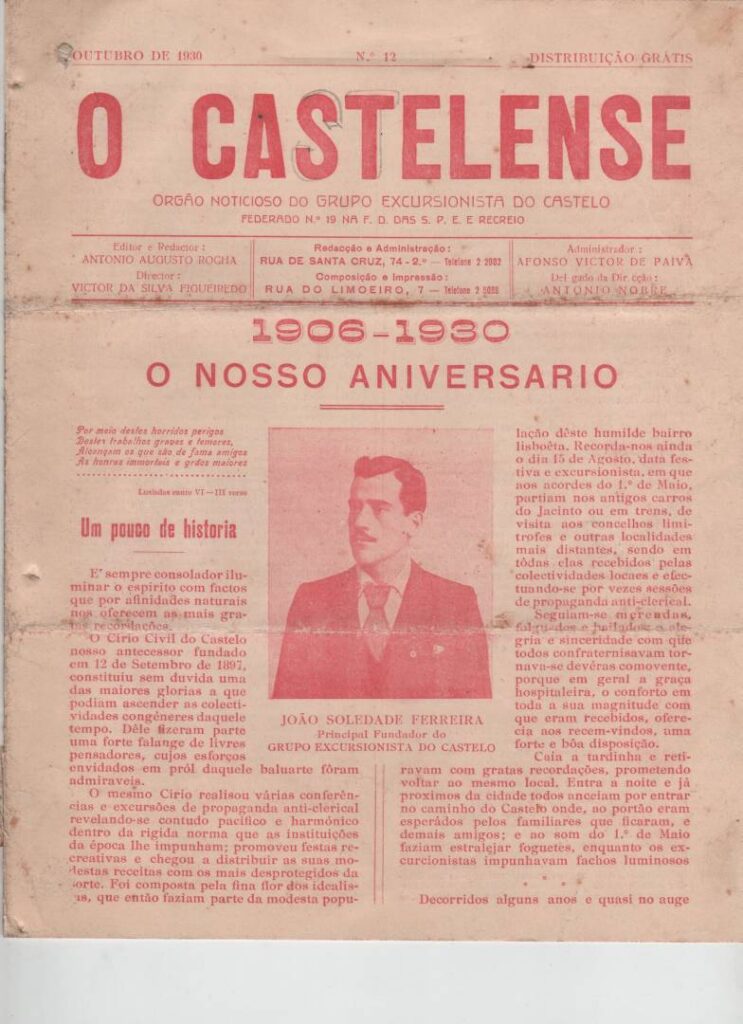 OUTUBRO DE 1930
N.º 12
DISTRIBUIÇÃO GRÁTIS
O CASTELENSE
ORGÃO NOTICIOSO DO GRUPO EXCURSIONISTA DO CASTELO
FEDERADO N.º 19 NA F. D. DAS S. P. E. E RECREIO
Editor e Redactor:
ANTONIO AUGUSTO ROCHA
Director:
VICTOR DA SILVA FIGUEIREDO
Redacção e Administração:
RUA DE SANTA CRUZ, 74-2.º — Telefone 2 2982
Composição e Impressão:
RUA DO LIMOEIRO, 7 — Telefone
Administrador:
AFONSO VICTOR DE PAIVA
Delegado da Direcção:
ANTONIO NOBRE
1906-1930
O NOSSO ANIVERSARIO
Por meio destes horridos perigos
Destes trabalhos graves e temores,
Alcançam os que são de fama amigos
As honras immortais e gráos maiores
Lusiadas canto VI — III verso
Um pouco de historia
E' sempre consolador ilu-
minar o espirito com factos
que por afinidades naturais
nos oferecem as mais gra-
tas recordações.
O Cirio Civil do Castelo
nosso antecessor fundado
em 12 de Setembro de 1897,
constituiu sem duvida uma
das maiores glorias a que
podiam ascender as colecti-
vidades congéneres daquele
tempo. Dêle fizeram parte
uma forte falange de livres
pensadores, cujos esforços
envidados em pról daquele baluarte fôram
admiraveis.
O mesmo Cirio realisou várias conferên-
cias e excursões de propaganda anti-clerical
revelando-se contudo pacifico e harmónico
dentro da rigida norma que as instituições
da época lhe impunham; promoveu festas re-
creativas e chegou a distribuir as suas mo-
destas receitas com os mais desprotegidos da
sorte. Foi composta pela fina flor dos idealis-
as, que então faziam parte da modesta popu-
JOÃO SOLEDADE FERREIRA
Principal Fundador do
GRUPO EXCURSIONISTA DO CASTELO
lação dêste humilde bairro
lisboêta. Recorda-nos ainda
o dia 15 de Agosto, data fes-
tiva e excursionista, em que
aos acordes do 1.º de Maio,
partiam nos antigos carros
do Jacinto ou em trens, de
visita aos concelhos limi-
trofes e outras localidades
mais distantes, sendo em
tôdas elas recebidos pelas
colectividades locaes e efec-
tuando-se por vezes sessões
de propaganda anti-clerical.
Seguiam-se merendas,
folguedos e bailados a ale-
gria e sinceridade com que
todos confraternisavam tor-
nava-se devéras comovente,
porque em geral a graça
hospitaleira, o conforto em
toda a sua magnitude com
que eram recebidos, oferec-
cia aos recem-vindos, uma
forte e bôa disposição.
Caía a tardinha e reti-
ravam com gratas recordações, prometendo
voltar ao mesmo local. Entra a noite e já
proximos da cidade todos anceiam por entrar
no caminho do Castelo onde, ao portão eram
esperádos pelos familiares que ficaram, e
demais amigos; e ao som do 1.º de Maio
faziam estralejar foguetes, enquanto os ex-
curcionistas impunhavam fachos luminosos
Decorridos alguns anos e quasi no auge